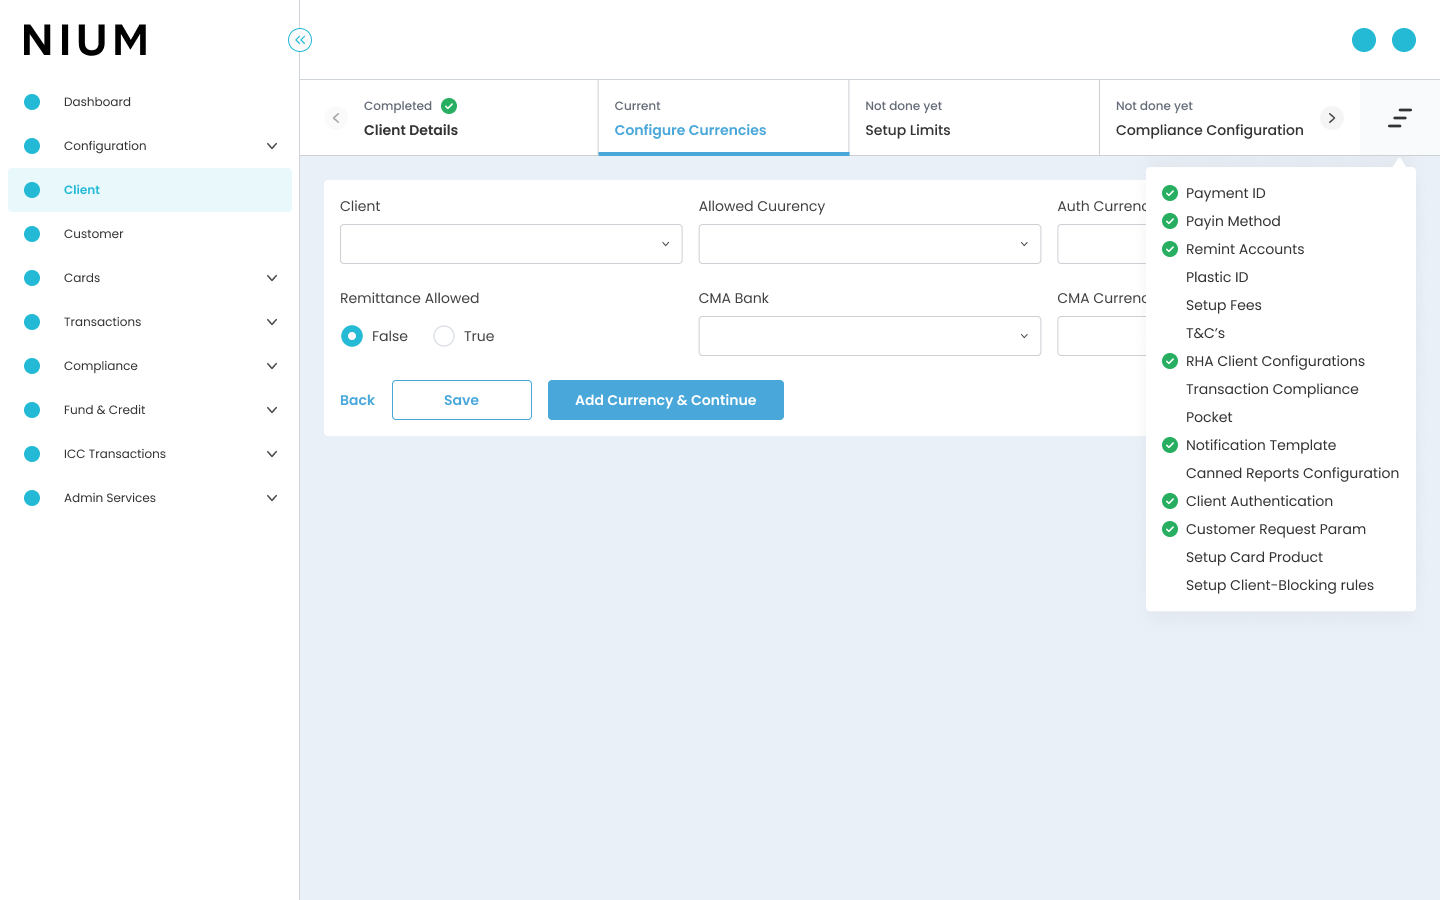 NIUM
Dashboard
Configuration
Client
Customer
Cards
Transactions
Compliance
Fund & Credit
ICC Transactions
Admin Services
Completed
Client Details
Current
Configure Currencies
Not done yet
Setup Limits
Not done yet
Compliance Configuration
Client
Allowed Cuurency
Auth Currenc
Remittance Allowed
False
True
CMA Bank
CMA Currenc
Back
Save
Add Currency & Continue
Payment ID
Payin Method
Remint Accounts
Plastic ID
Setup Fees
T&C's
RHA Client Configurations
Transaction Compliance
Pocket
Notification Template
Canned Reports Configuration
Client Authentication
Customer Request Param
Setup Card Product
Setup Client-Blocking rules